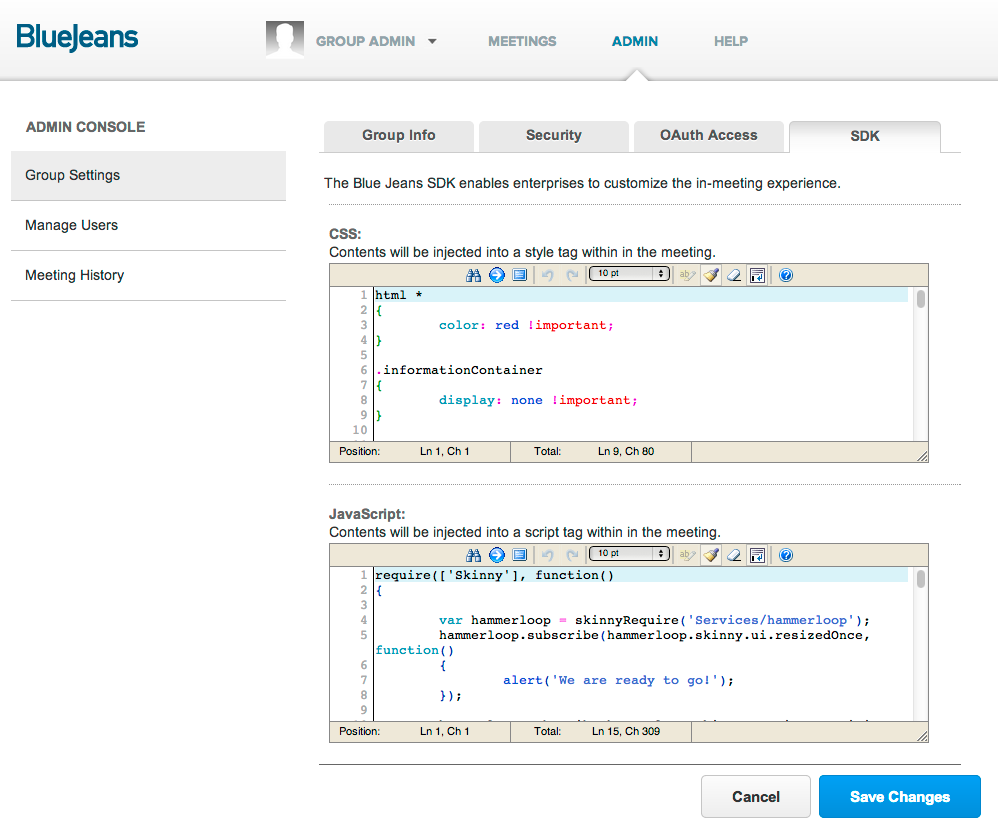 BlueJeans
GROUP ADMIN
MEETINGS
ADMIN
HELP
ADMIN CONSOLE
Group Settings
Manage Users
Meeting History
Group Info
Security
OAuth Access
SDK
The Blue Jeans SDK enables enterprises to customize the in-meeting experience.
CSS:
Contents will be injected into a style tag within in the meeting.
10 pt
1 html *
2 {
3 color: red !important;
4 }
5
6 .informationContainer
7 {
8 display: none !important;
9 }
10
Position: Ln 1, Ch 1 Total: Ln 9, Ch 80
JavaScript:
Contents will be injected into a script tag within in the meeting.
10 pt
1 require(['Skinny'], function()
2 {
3
4 var hammerloop = skinnyRequire('Services/hammerloop');
5 hammerloop.subscribe(hammerloop.skinny.ui.resizedOnce,
function()
6 {
7 alert('We are ready to go!');
8 });
9
Position: Ln 1, Ch 1 Total: Ln 15, Ch 309
Cancel
Save Changes